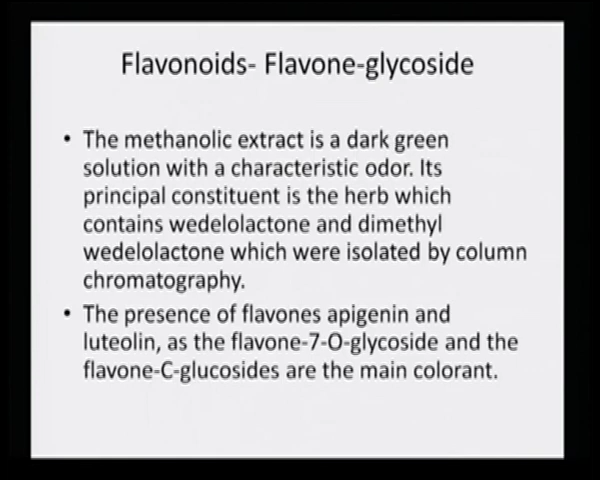 Flavonoids- Flavone-glycoside
• The methanolic extract is a dark green
solution with a characteristic odor. Its
principal constituent is the herb which
contains wedelolactone and dimethyl
wedelolactone which were isolated by column
chromatography.
• The presence of flavones apigenin and
luteolin, as the flavone-7-O-glycoside and the
flavone-C-glucosides are the main colorant.